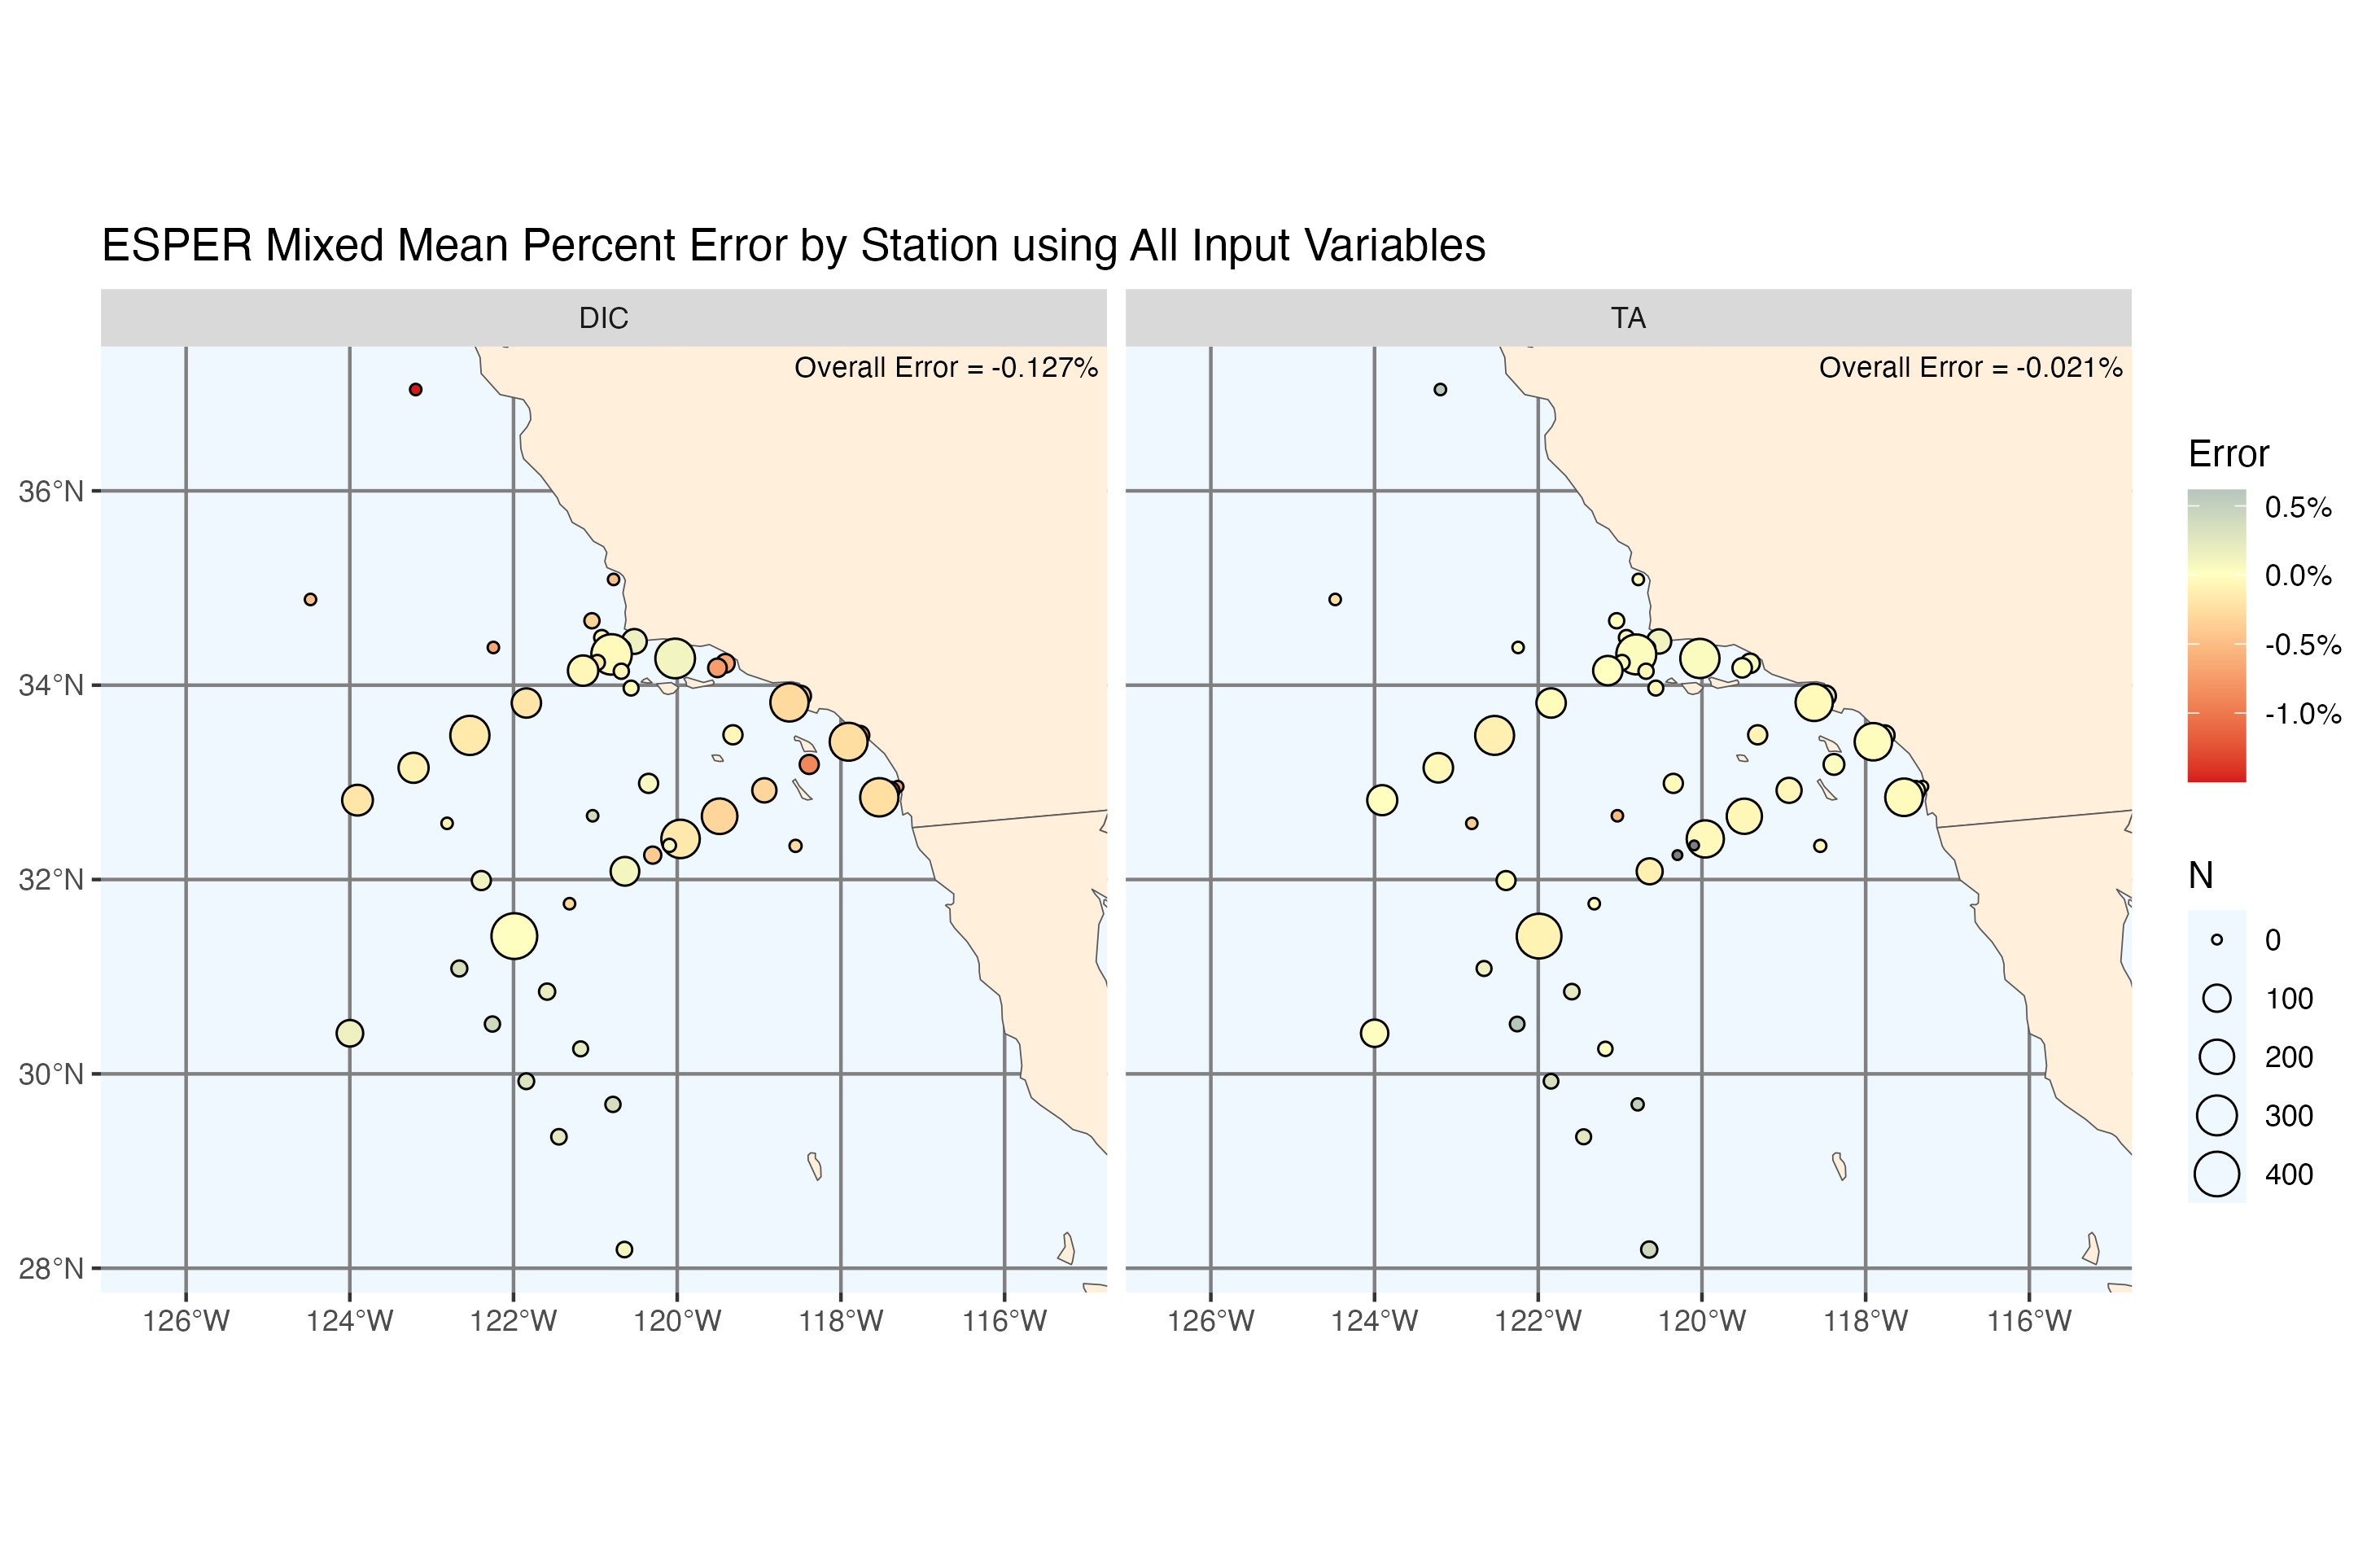 ESPER Mixed Mean Percent Error by Station using All Input Variables
DIC
TA
Overall Error = -0.127%
Overall Error = -0.021%
36°N
34°N
32°N
30°N
28°N
126°W 124°W 122°W 120°W 118°W 116°W
126°W 124°W 122°W 120°W 118°W 116°W
Error
0.5%
0.0%
-0.5%
-1.0%
N
0
100
200
300
400